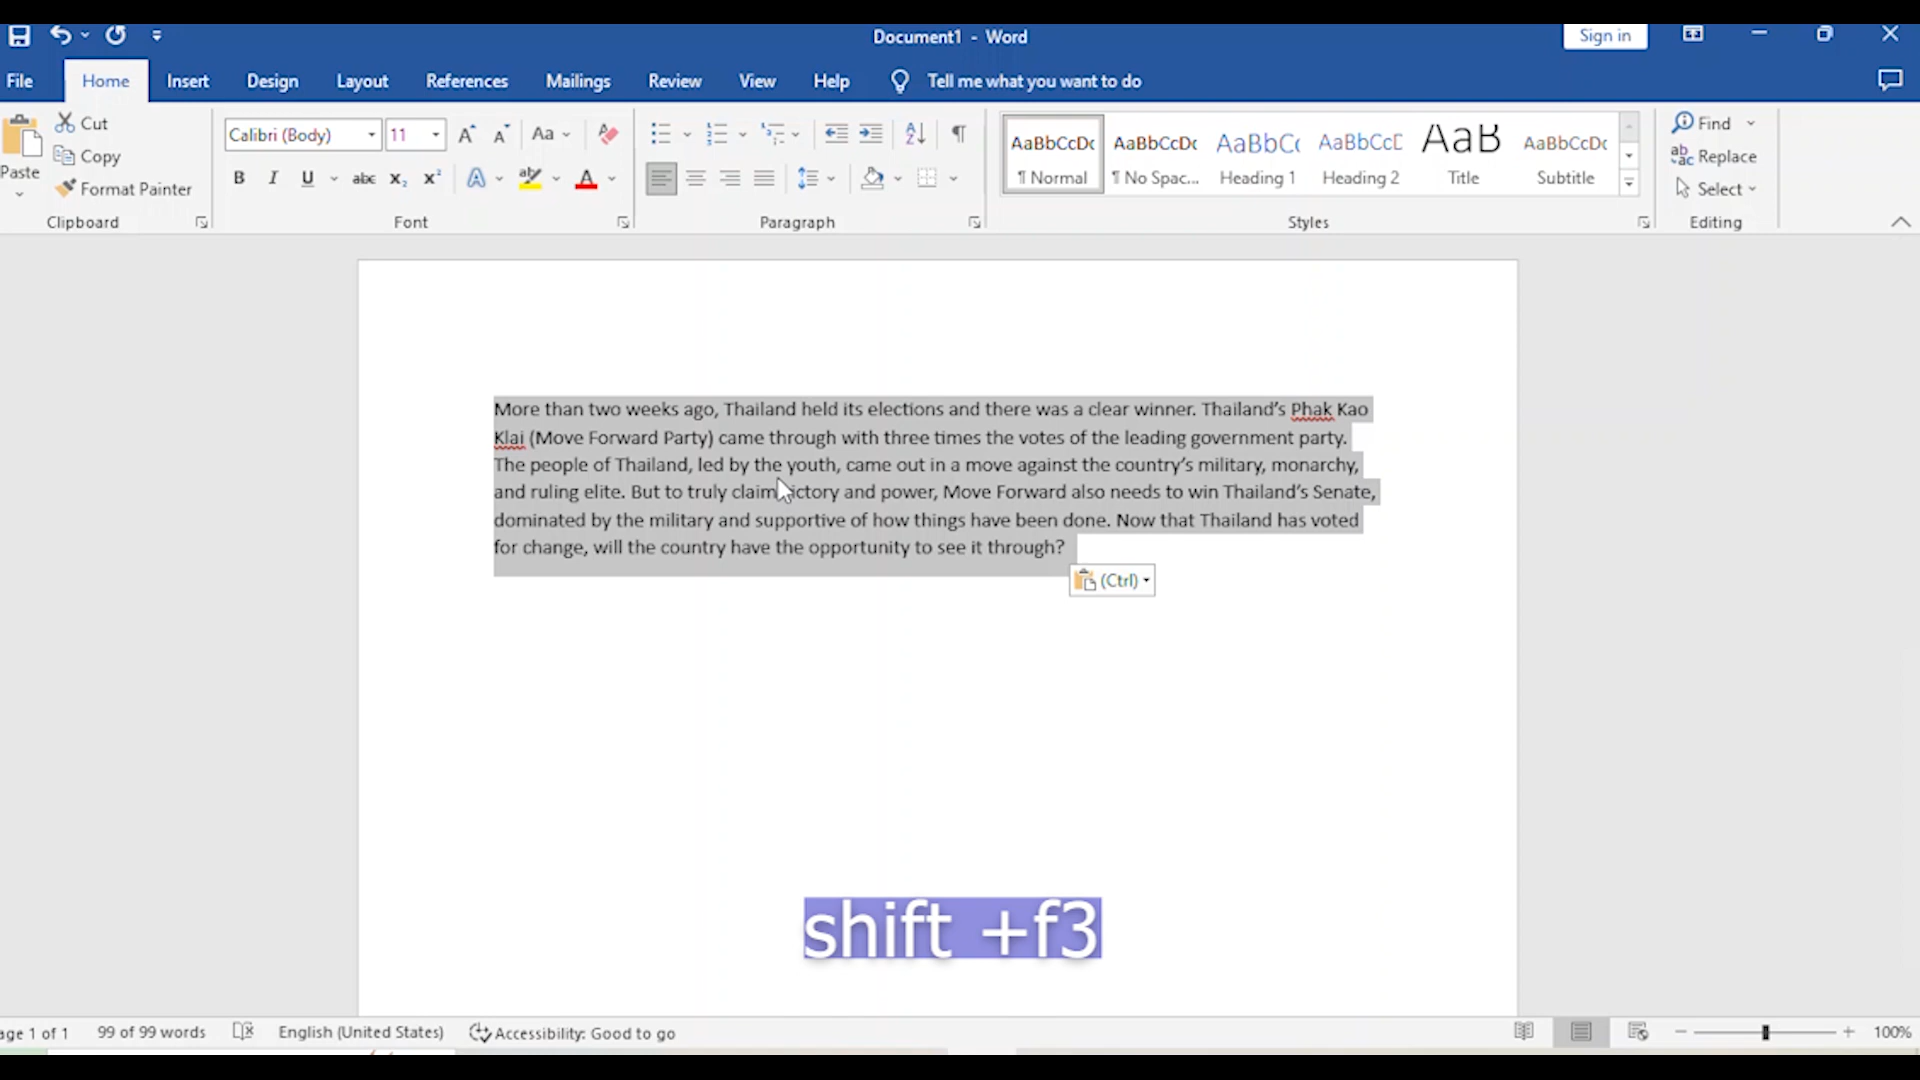 Document1 - Word
Sign in
File Home Insert Design Layout References Mailings Review View Help Tell me what you want to do
Paste
Cut
Copy
Format Painter
Clipboard
Calibri (Body) 11
Aa
B I U abc x₂ x² A ab A
Font
Paragraph
AaBbCcDc AaBbCcDc AaBbCc AaBbCcD AaB AaBbCcDc
¶ Normal ¶ No Spac... Heading 1 Heading 2 Title Subtitle
Styles
Find
Replace
Select
Editing
More than two weeks ago, Thailand held its elections and there was a clear winner. Thailand’s Phak Kao
Klai (Move Forward Party) came through with three times the votes of the leading government party.
The people of Thailand, led by the youth, came out in a move against the country’s military, monarchy,
and ruling elite. But to truly claim ictory and power, Move Forward also needs to win Thailand’s Senate,
dominated by the military and supportive of how things have been done. Now that Thailand has voted
for change, will the country have the opportunity to see it through?
(Ctrl)
shift +f3
age 1 of 1 99 of 99 words English (United States) Accessibility: Good to go 100%